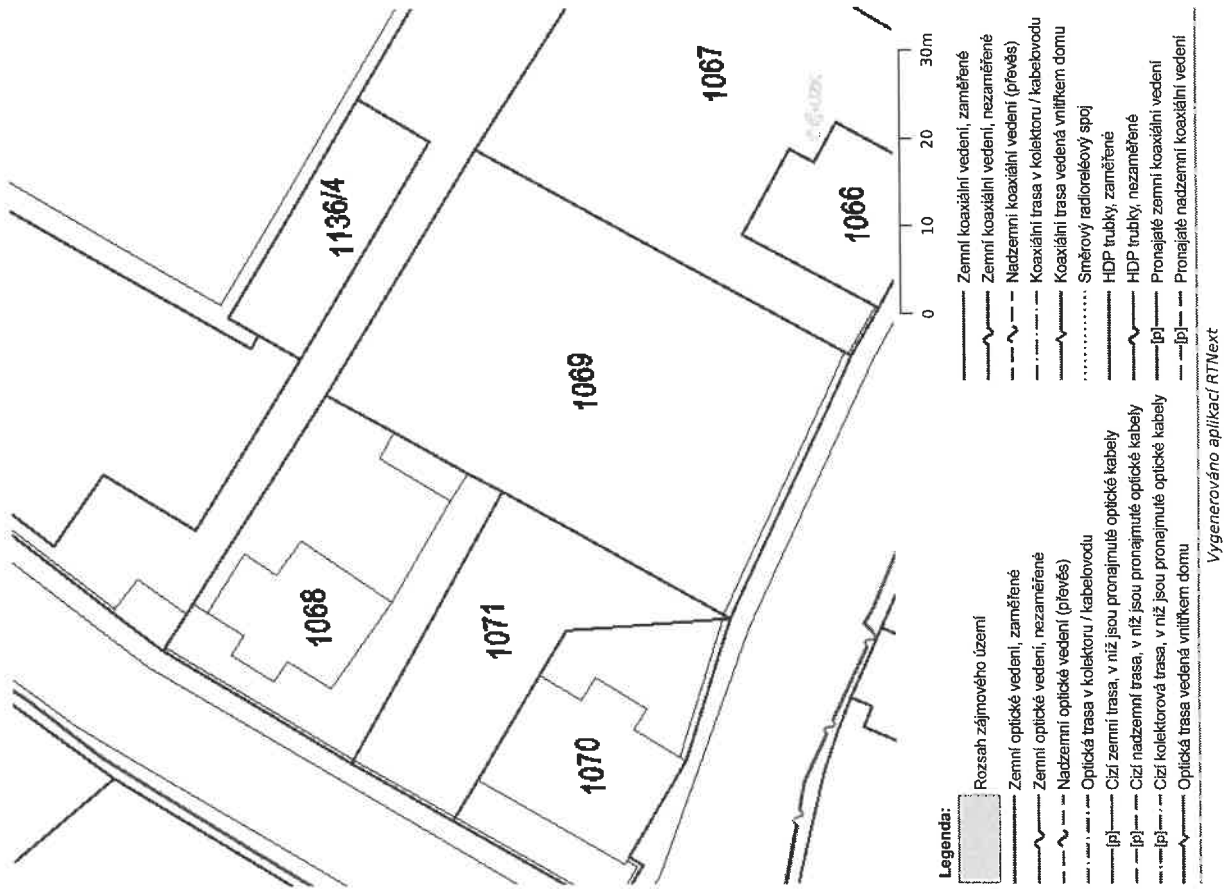 1136/4
1067
1068
1069
1066
1071
1070
0 10 20 30m
Legenda:
Rozsah zájmového území
Zemní optické vedení, zaměřené
Zemní optické vedení, nezaměřené
Nadzemní optické vedení (převěs)
Optická trasa v kolektoru / kabelovodu
[p] Cizí zemní trasa, v níž jsou pronajmuté optické kabely
[p] Cizí nadzemní trasa, v níž jsou pronajmuté optické kabely
[p] Cizí kolektorová trasa, v níž jsou pronajmuté optické kabely
Optická trasa vedená vnitřkem domu
Zemní koaxiální vedení, zaměřené
Zemní koaxiální vedení, nezaměřené
Nadzemní koaxiální vedení (převěs)
Koaxiální trasa v kolektoru / kabelovodu
Koaxiální trasa vedená vnitřkem domu
Směrový radioreléový spoj
HDP trubky, zaměřené
HDP trubky, nezaměřené
[p] Pronajaté zemní koaxiální vedení
[p] Pronajaté nadzemní koaxiální vedení
Vygenerováno aplikací RTNext